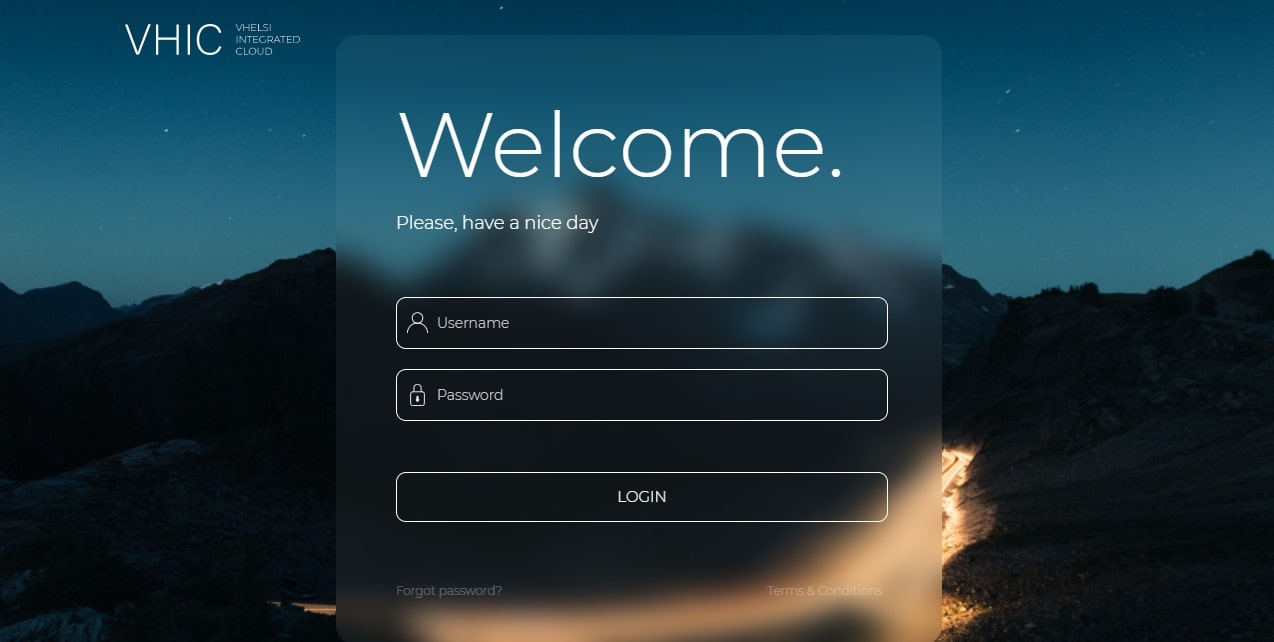 VHIC
VHELSI
INTEGRATED
CLOUD
Welcome.
Please, have a nice day
Username
Password
LOGIN
Forgot password?
Terms & Conditions